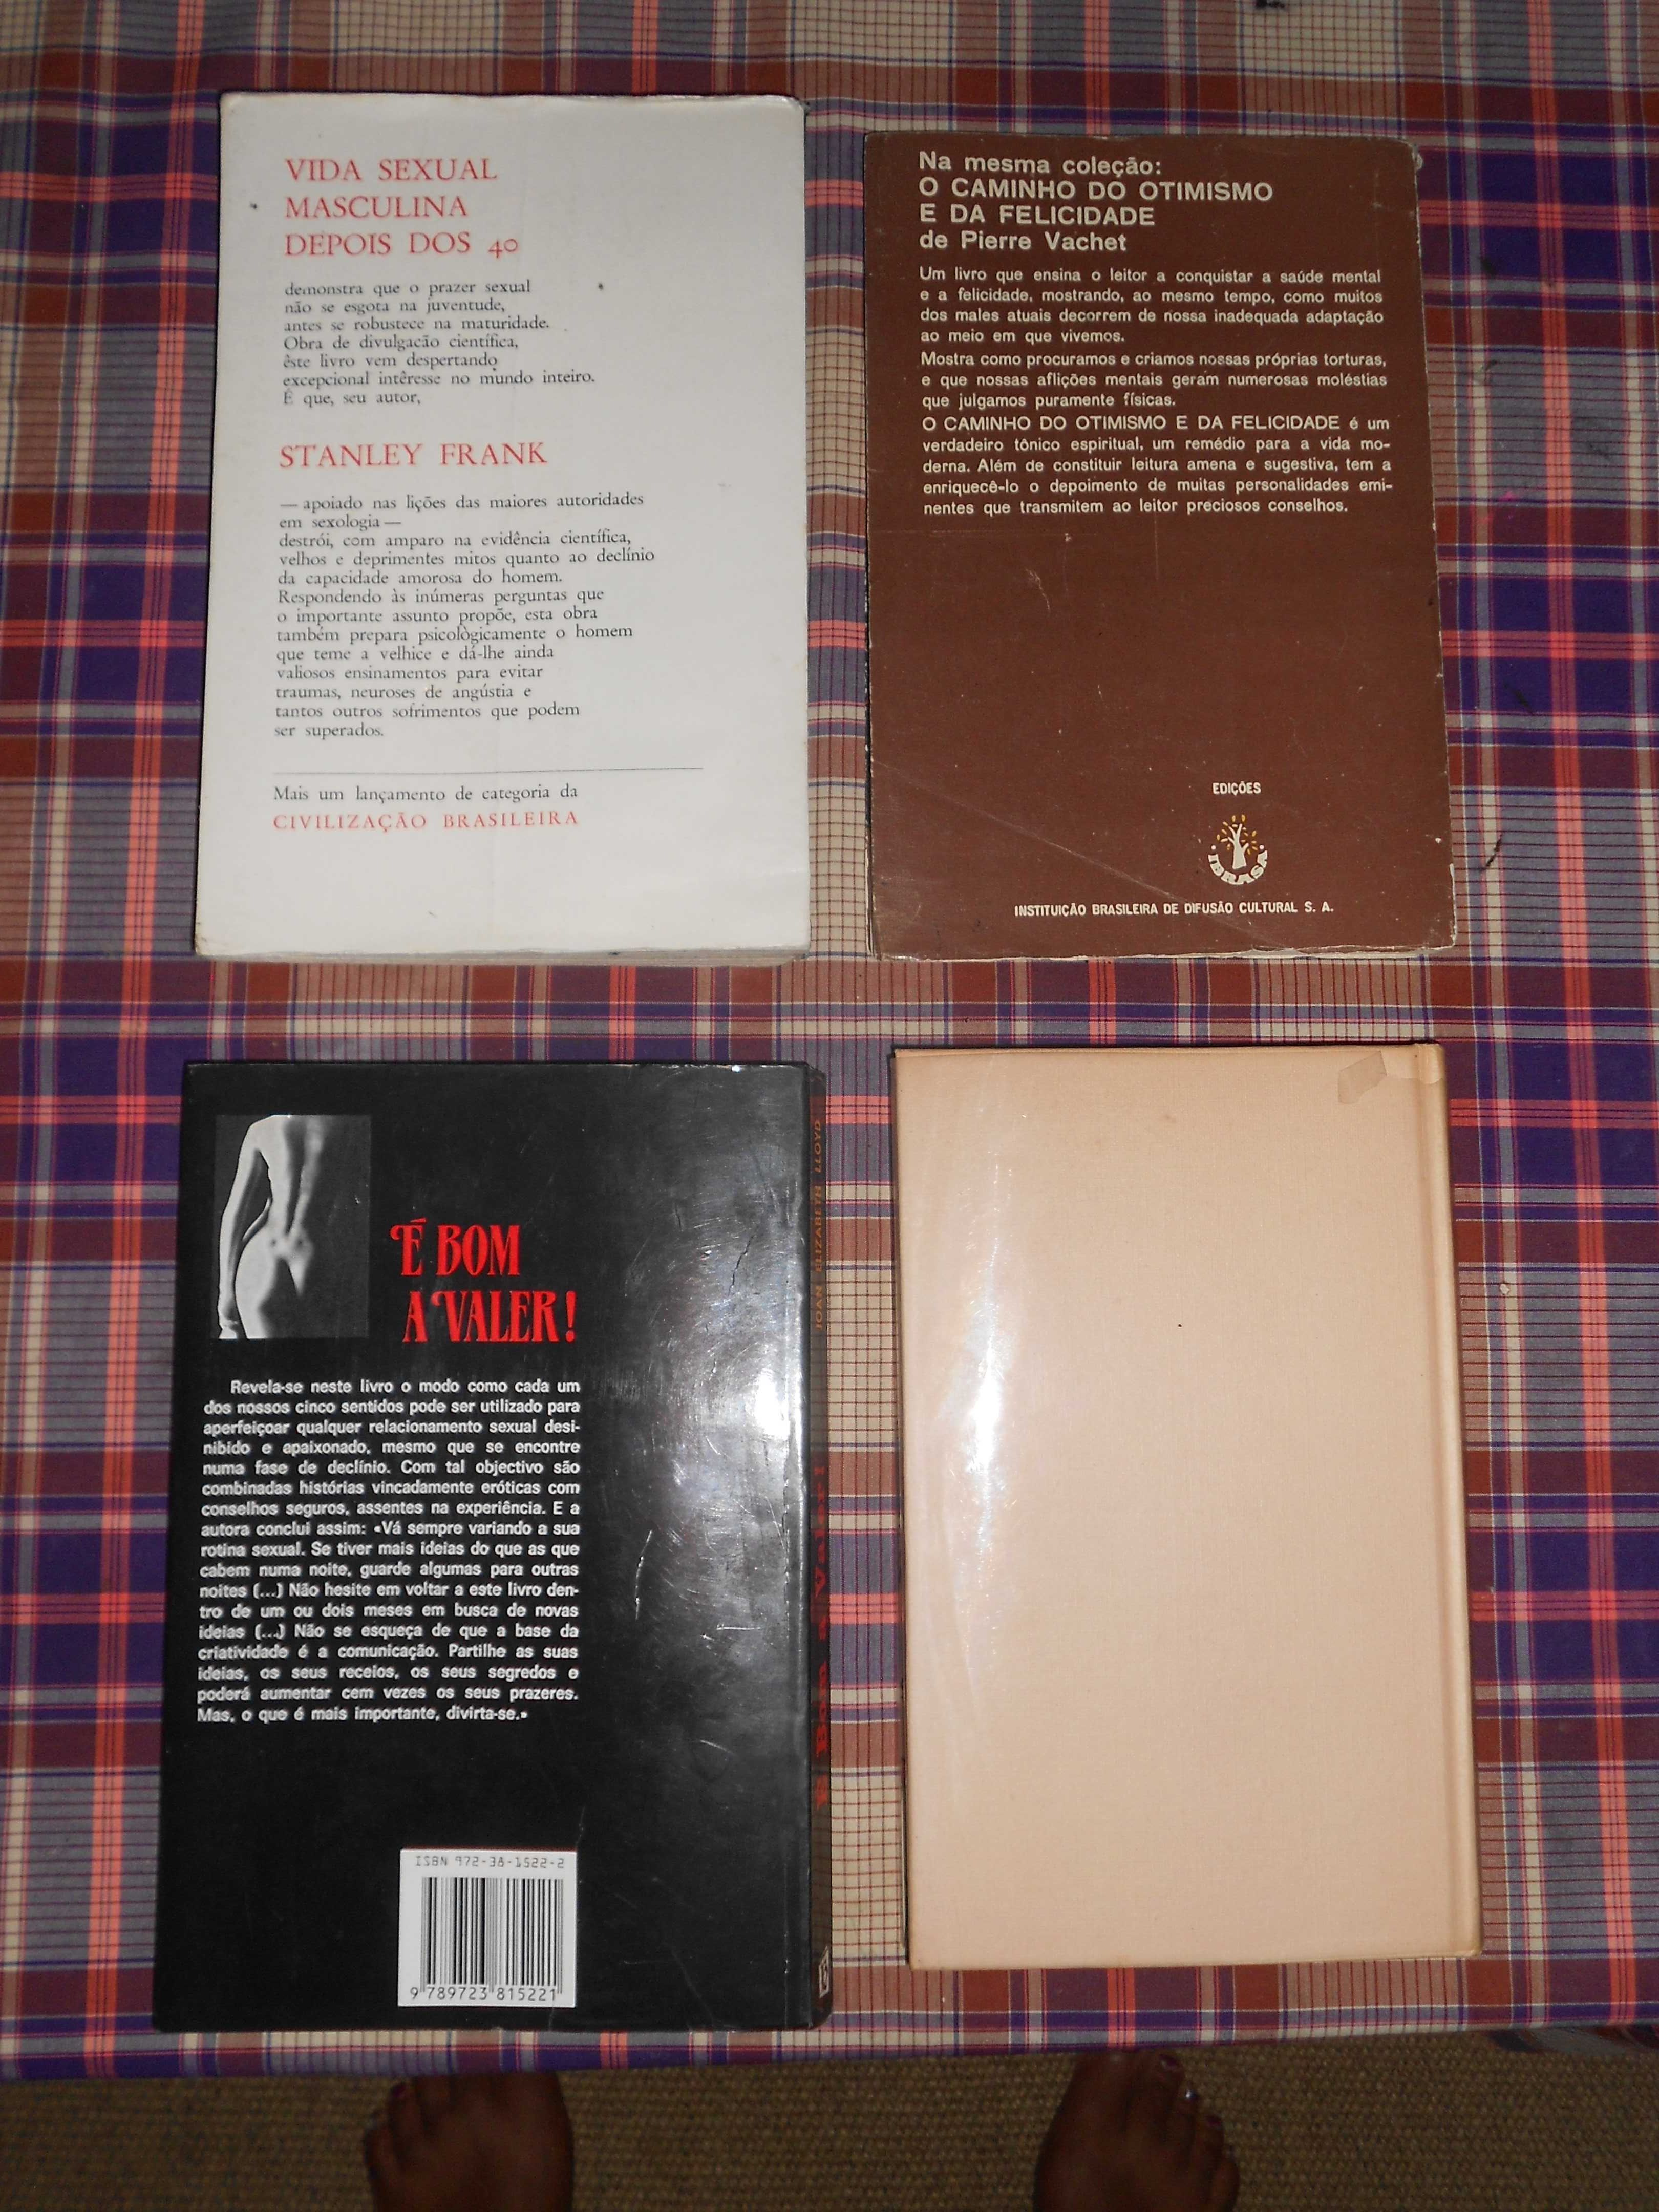 VIDA SEXUAL
MASCULINA
DEPOIS DOS 40
demonstra que o prazer sexual
não se esgota na juventude,
antes se robustece na maturidade.
Obra de divulgacão científica,
êste livro vem despertando
excepcional interêsse no mundo inteiro.
É que, seu autor,
STANLEY FRANK
— apoiado nas lições das maiores autoridades
em sexologia —
destrói, com amparo na evidência científica,
velhos e deprimentes mitos quanto ao declínio
da capacidade amorosa do homem.
Respondendo às inúmeras perguntas que
o importante assunto propõe, esta obra
também prepara psicològicamente o homem
que teme a velhice e dá-lhe ainda
valiosos ensinamentos para evitar
traumas, neuroses de angústia e
tantos outros sofrimentos que podem
ser superados.
Mais um lançamento de categoria da
CIVILIZAÇÃO BRASILEIRA
Na mesma coleção:
O CAMINHO DO OTIMISMO
E DA FELICIDADE
de Pierre Vachet
Um livro que ensina o leitor a conquistar a saúde mental
e a felicidade, mostrando, ao mesmo tempo, como muitos
dos males atuais decorrem de nossa inadequada adaptação
ao meio em que vivemos.
Mostra como procuramos e criamos nossas próprias torturas,
e que nossas aflições mentais geram numerosas moléstias
que julgamos puramente físicas.
O CAMINHO DO OTIMISMO E DA FELICIDADE é um
verdadeiro tônico espiritual, um remédio para a vida mo-
derna. Além de constituir leitura amena e sugestiva, tem a
enriquecê-lo o depoimento de muitas personalidades emi-
nentes que transmitem ao leitor preciosos conselhos.
EDIÇÕES
IBRASA
INSTITUIÇÃO BRASILEIRA DE DIFUSÃO CULTURAL S. A.
É BOM
A VALER!
Revela-se neste livro o modo como cada um
dos nossos cinco sentidos pode ser utilizado para
aperfeiçoar qualquer relacionamento sexual desi-
nibido e apaixonado, mesmo que se encontre
numa fase de declínio. Com tal objectivo são
combinadas histórias vincadamente eróticas com
conselhos seguros, assentes na experiência. E a
autora conclui assim: «Vá sempre variando a sua
rotina sexual. Se tiver mais ideias do que as que
cabem numa noite, guarde algumas para outras
noites (...) Não hesite em voltar a este livro den-
tro de um ou dois meses em busca de novas
ideias (...) Não se esqueça de que a base da
criatividade é a comunicação. Partilhe as suas
ideias, os seus receios, os seus segredos e
poderá aumentar cem vezes os seus prazeres.
Mas, o que é mais importante, divirta-se.»
ISBN 972-38-1522-2
9 789723 815221
JOAN ELIZABETH LLOYD
É Bom a Valer!